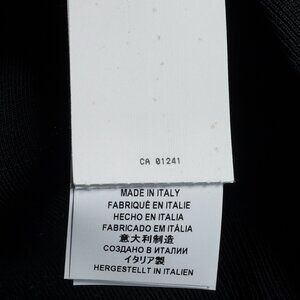 CA 01241
MADE IN ITALY
FABRIQUÉ EN ITALIE
HECHO EN ITALIA
FABRICADO EM ITÁLIA
意大利制造
СОЗДАНО В ИТАЛИИ
イタリア製
HERGESTELLT IN ITALIEN